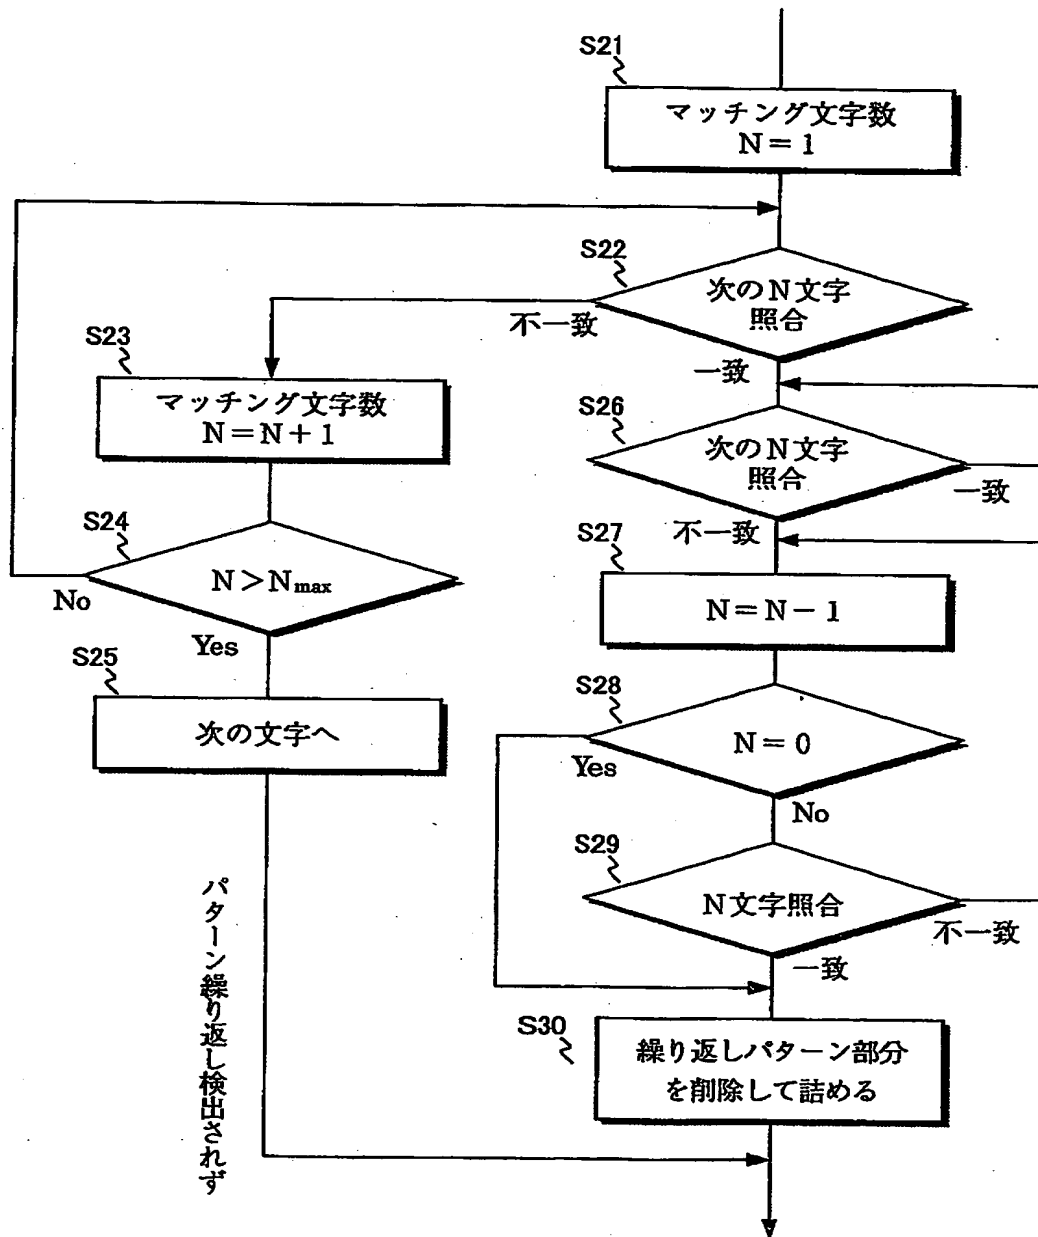 S21
マッチング文字数
N=1
S22
次のN文字
照合
不一致
一致
S23
マッチング文字数
N=N+1
S26
次のN文字
照合
一致
不一致
S24
N>Nmax
No
Yes
S27
N=N-1
S25
次の文字へ
S28
N=0
Yes
No
S29
N文字照合
不一致
一致
パターン繰り返し検出されず
S30
繰り返しパターン部分
を削除して詰める